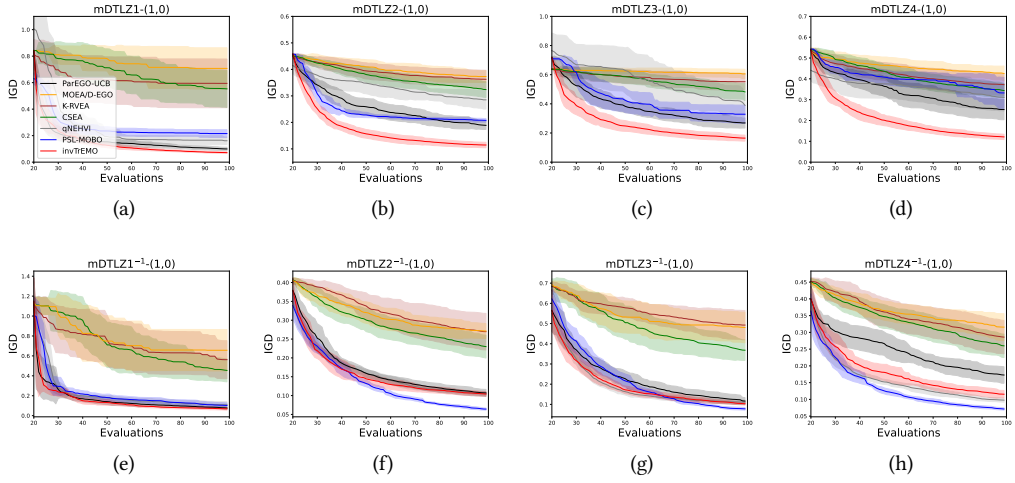 mDTLZ1-(1,0)
IGD
1.0
0.8
0.6
0.4
0.2
0.0
ParEGO-UCB
MOEA/D-EGO
K-RVEA
CSEA
qNEHVI
PSL-MOBO
invTrEMO
20 30 40 50 60 70 80 90 100
Evaluations
(a)
mDTLZ2-(1,0)
IGD
0.6
0.5
0.4
0.3
0.2
0.1
20 30 40 50 60 70 80 90 100
Evaluations
(b)
mDTLZ3-(1,0)
IGD
1.0
0.8
0.6
0.4
0.2
0.0
20 30 40 50 60 70 80 90 100
Evaluations
(c)
mDTLZ4-(1,0)
IGD
0.7
0.6
0.5
0.4
0.3
0.2
0.1
0.0
20 30 40 50 60 70 80 90 100
Evaluations
(d)
mDTLZ1⁻¹-(1,0)
IGD
1.4
1.2
1.0
0.8
0.6
0.4
0.2
0.0
20 30 40 50 60 70 80 90 100
Evaluations
(e)
mDTLZ2⁻¹-(1,0)
IGD
0.40
0.35
0.30
0.25
0.20
0.15
0.10
0.05
20 30 40 50 60 70 80 90 100
Evaluations
(f)
mDTLZ3⁻¹-(1,0)
IGD
0.7
0.6
0.5
0.4
0.3
0.2
0.1
20 30 40 50 60 70 80 90 100
Evaluations
(g)
mDTLZ4⁻¹-(1,0)
IGD
0.45
0.40
0.35
0.30
0.25
0.20
0.15
0.10
0.05
20 30 40 50 60 70 80 90 100
Evaluations
(h)